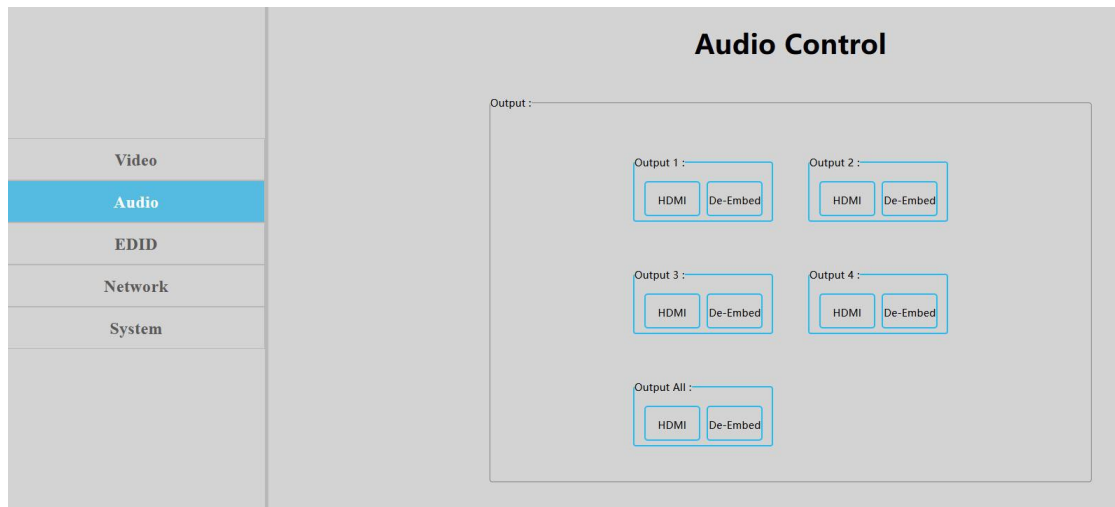 Audio Control
Video
Audio
EDID
Network
System
Output :
Output 1 :
HDMI De-Embed
Output 2 :
HDMI De-Embed
Output 3 :
HDMI De-Embed
Output 4 :
HDMI De-Embed
Output All :
HDMI De-Embed